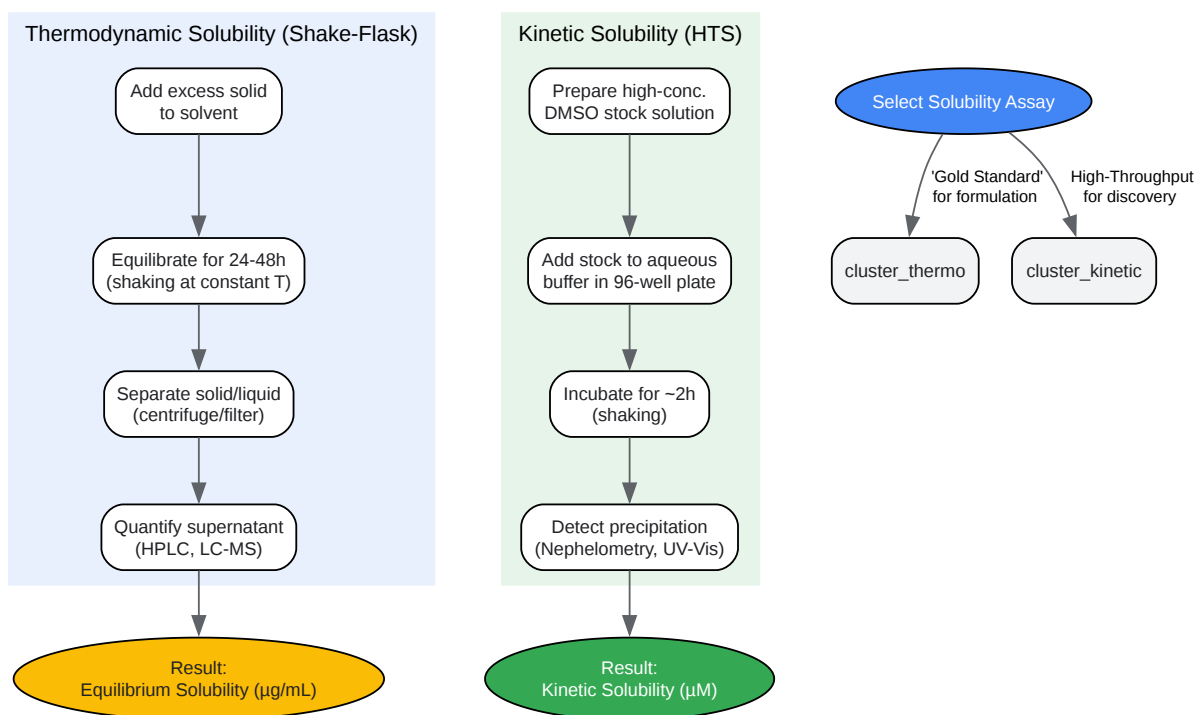 Thermodynamic Solubility (Shake-Flask)
Add excess solid
to solvent
Equilibrate for 24-48h
(shaking at constant T)
Separate solid/liquid
(centrifuge/filter)
Quantify supernatant
(HPLC, LC-MS)
Result:
Equilibrium Solubility (µg/mL)
Kinetic Solubility (HTS)
Prepare high-conc.
DMSO stock solution
Add stock to aqueous
buffer in 96-well plate
Incubate for ~2h
(shaking)
Detect precipitation
(Nephelometry, UV-Vis)
Result:
Kinetic Solubility (µM)
Select Solubility Assay
'Gold Standard'
for formulation
High-Throughput
for discovery
cluster_thermo
cluster_kinetic